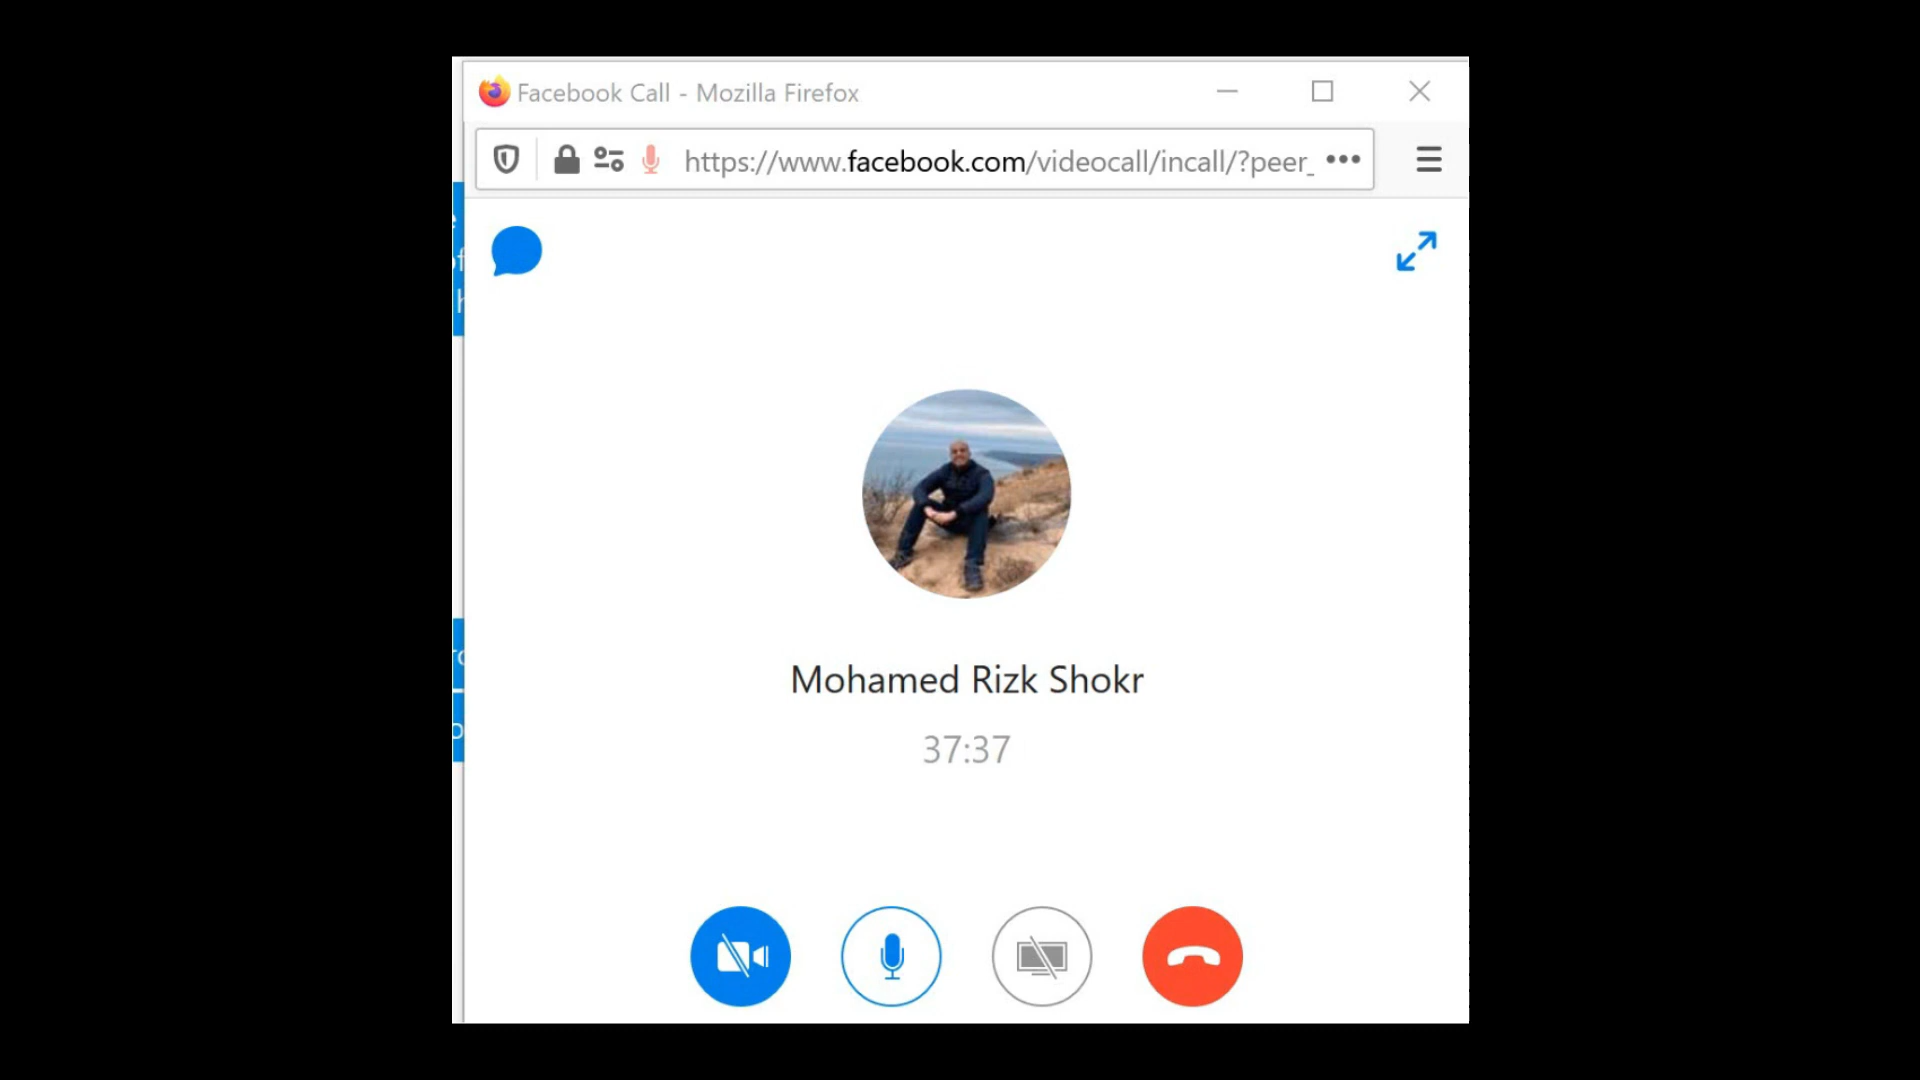 Facebook Call - Mozilla Firefox
https://www.facebook.com/videocall/incall/?peer_
Mohamed Rizk Shokr
37:37